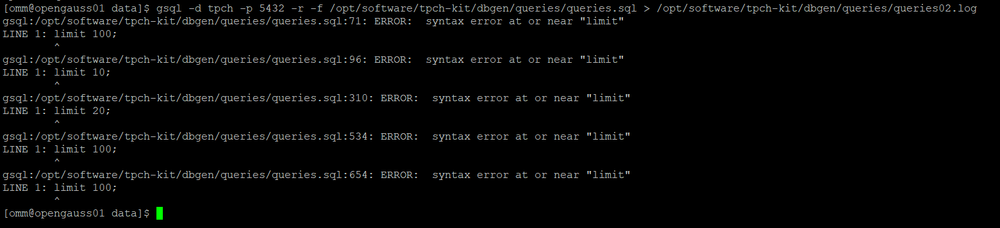 [omm@opengauss01 data]$ gsql -d tpch -p 5432 -r -f /opt/software/tpch-kit/dbgen/queries/queries.sql > /opt/software/tpch-kit/dbgen/queries/queries02.log
gsql:/opt/software/tpch-kit/dbgen/queries/queries.sql:71: ERROR:  syntax error at or near "limit"
LINE 1: limit 100;
        ^
gsql:/opt/software/tpch-kit/dbgen/queries/queries.sql:96: ERROR:  syntax error at or near "limit"
LINE 1: limit 10;
        ^
gsql:/opt/software/tpch-kit/dbgen/queries/queries.sql:310: ERROR:  syntax error at or near "limit"
LINE 1: limit 20;
        ^
gsql:/opt/software/tpch-kit/dbgen/queries/queries.sql:534: ERROR:  syntax error at or near "limit"
LINE 1: limit 100;
        ^
gsql:/opt/software/tpch-kit/dbgen/queries/queries.sql:654: ERROR:  syntax error at or near "limit"
LINE 1: limit 100;
        ^
[omm@opengauss01 data]$